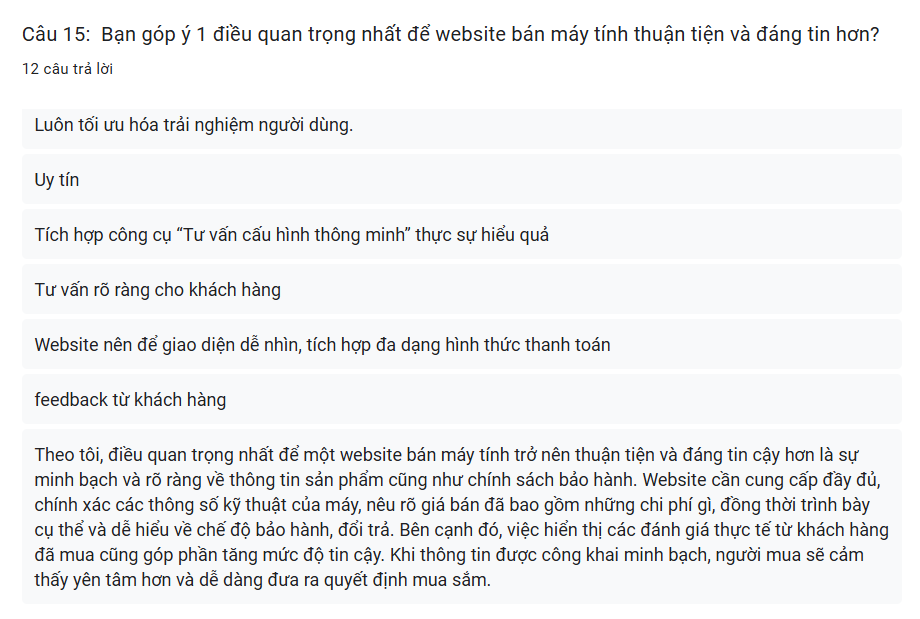 Câu 15:  Bạn góp ý 1 điều quan trọng nhất để website bán máy tính thuận tiện và đáng tin hơn?
12 câu trả lời
Luôn tối ưu hóa trải nghiệm người dùng.
Uy tín
Tích hợp công cụ “Tư vấn cấu hình thông minh” thực sự hiểu quả
Tư vấn rõ ràng cho khách hàng
Website nên để giao diện dễ nhìn, tích hợp đa dạng hình thức thanh toán
feedback từ khách hàng
Theo tôi, điều quan trọng nhất để một website bán máy tính trở nên thuận tiện và đáng tin cậy hơn là sự
minh bạch và rõ ràng về thông tin sản phẩm cũng như chính sách bảo hành. Website cần cung cấp đầy đủ,
chính xác các thông số kỹ thuật của máy, nêu rõ giá bán đã bao gồm những chi phí gì, đồng thời trình bày
cụ thể và dễ hiểu về chế độ bảo hành, đổi trả. Bên cạnh đó, việc hiển thị các đánh giá thực tế từ khách hàng
đã mua cũng góp phần tăng mức độ tin cậy. Khi thông tin được công khai minh bạch, người mua sẽ cảm
thấy yên tâm hơn và dễ dàng đưa ra quyết định mua sắm.